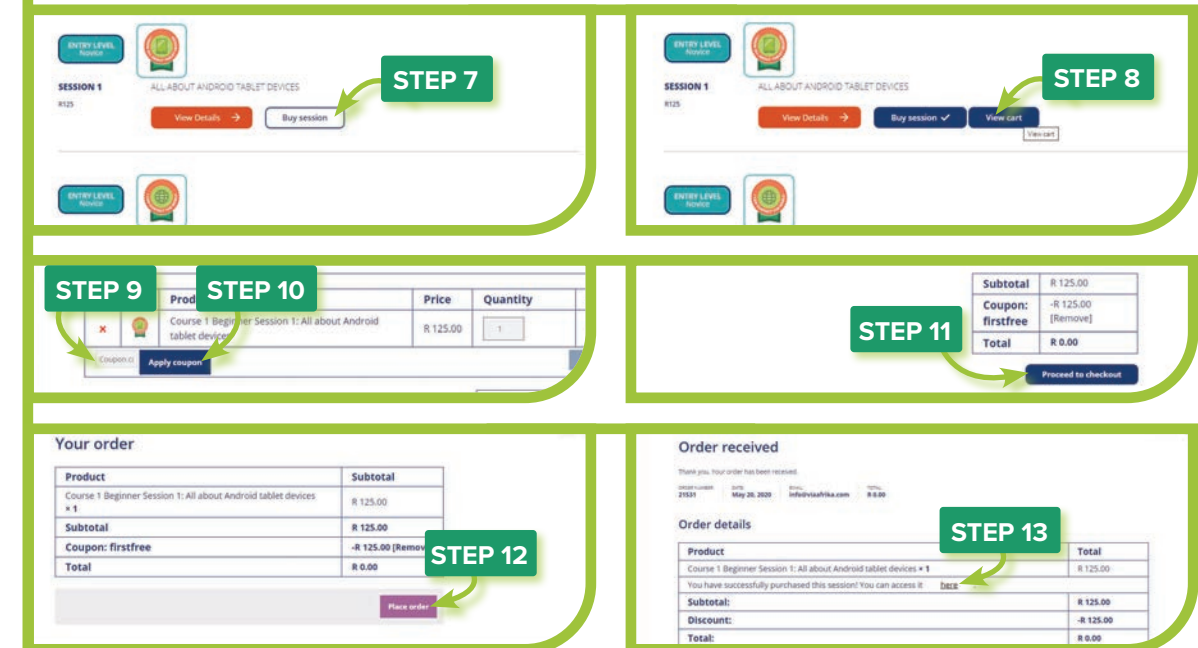 ENTRY LEVEL
Novice
SESSION 1
ALL ABOUT ANDROID TABLET DEVICES
R125
View Details →
Buy session
STEP 7
ENTRY LEVEL
Novice
ENTRY LEVEL
Novice
SESSION 1
ALL ABOUT ANDROID TABLET DEVICES
R125
View Details →
Buy session ✓
View cart
View cart
STEP 8
ENTRY LEVEL
Novice
STEP 9
STEP 10
Prod
Price
Quantity
×
Course 1 Beginner Session 1: All about Android
tablet devices
R 125.00
1
Coupon
Apply coupon
STEP 11
Subtotal
R 125.00
Coupon:
firstfree
-R 125.00
[Remove]
Total
R 0.00
Proceed to checkout
Your order
Product
Subtotal
Course 1 Beginner Session 1: All about Android tablet devices
× 1
R 125.00
Subtotal
R 125.00
Coupon: firstfree
-R 125.00 [Remov
Total
R 0.00
STEP 12
Place order
Order received
Thank you. Your order has been received.
ORDER NUMBER:
21531
DATE:
May 20, 2020
EMAIL:
info@viaafrika.com
TOTAL:
R 0.00
Order details
STEP 13
Product
Total
Course 1 Beginner Session 1: All about Android tablet devices × 1
R 125.00
You have successfully purchased this session! You can access it here
Subtotal:
R 125.00
Discount:
-R 125.00
Total:
R 0.00